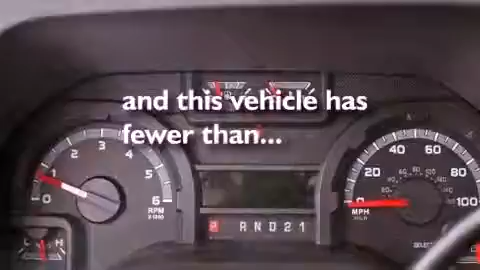 and this vehicle has
fewer than...
0 1 2 3 4 5 6
RPM
X1000
0 20 40 60 80 100
MPH
P R N D 2 1
C H
SELECT